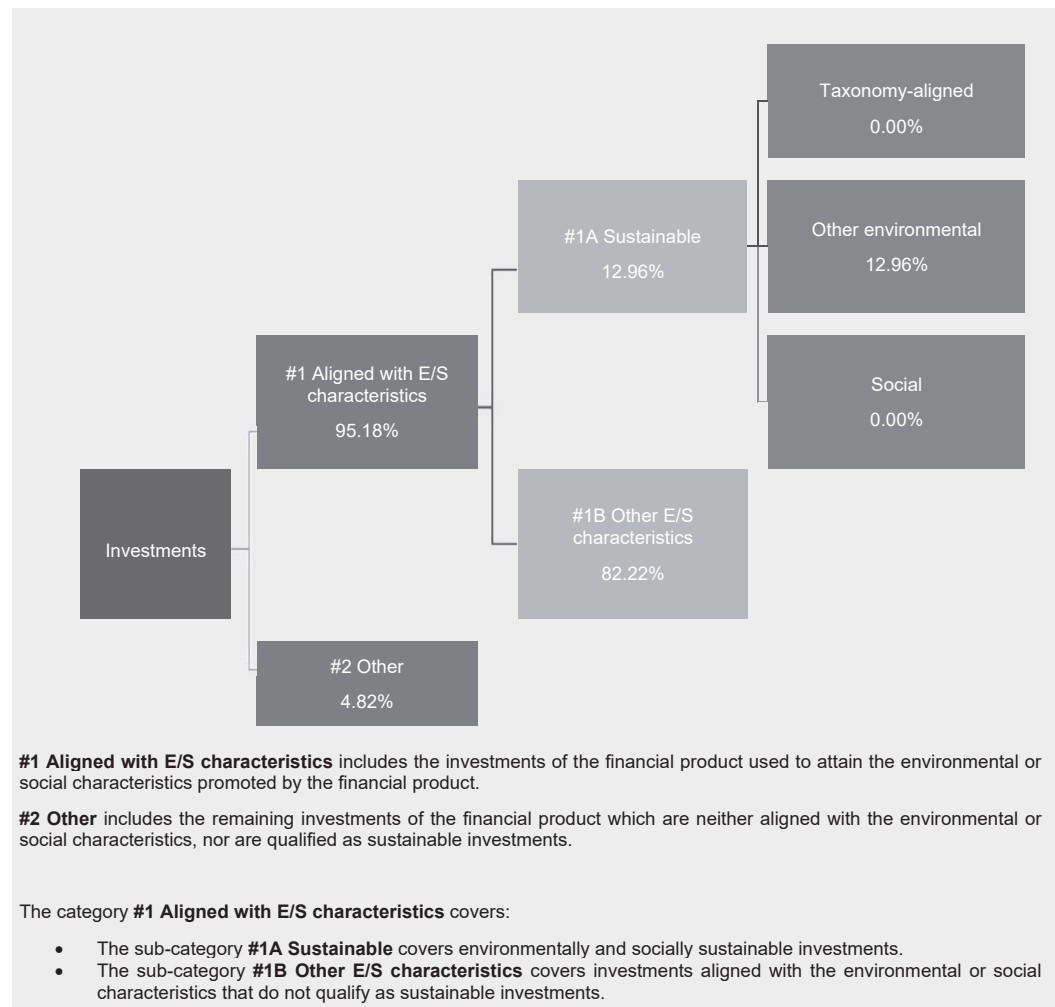 Taxonomy-aligned
0.00%
#1A Sustainable
12.96%
Other environmental
12.96%
#1 Aligned with E/S
characteristics
95.18%
Social
0.00%
Investments
#1B Other E/S
characteristics
82.22%
#2 Other
4.82%
#1 Aligned with E/S characteristics includes the investments of the financial product used to attain the environmental or
social characteristics promoted by the financial product.
#2 Other includes the remaining investments of the financial product which are neither aligned with the environmental or
social characteristics, nor are qualified as sustainable investments.
The category #1 Aligned with E/S characteristics covers:
• The sub-category #1A Sustainable covers environmentally and socially sustainable investments.
• The sub-category #1B Other E/S characteristics covers investments aligned with the environmental or social
characteristics that do not qualify as sustainable investments.